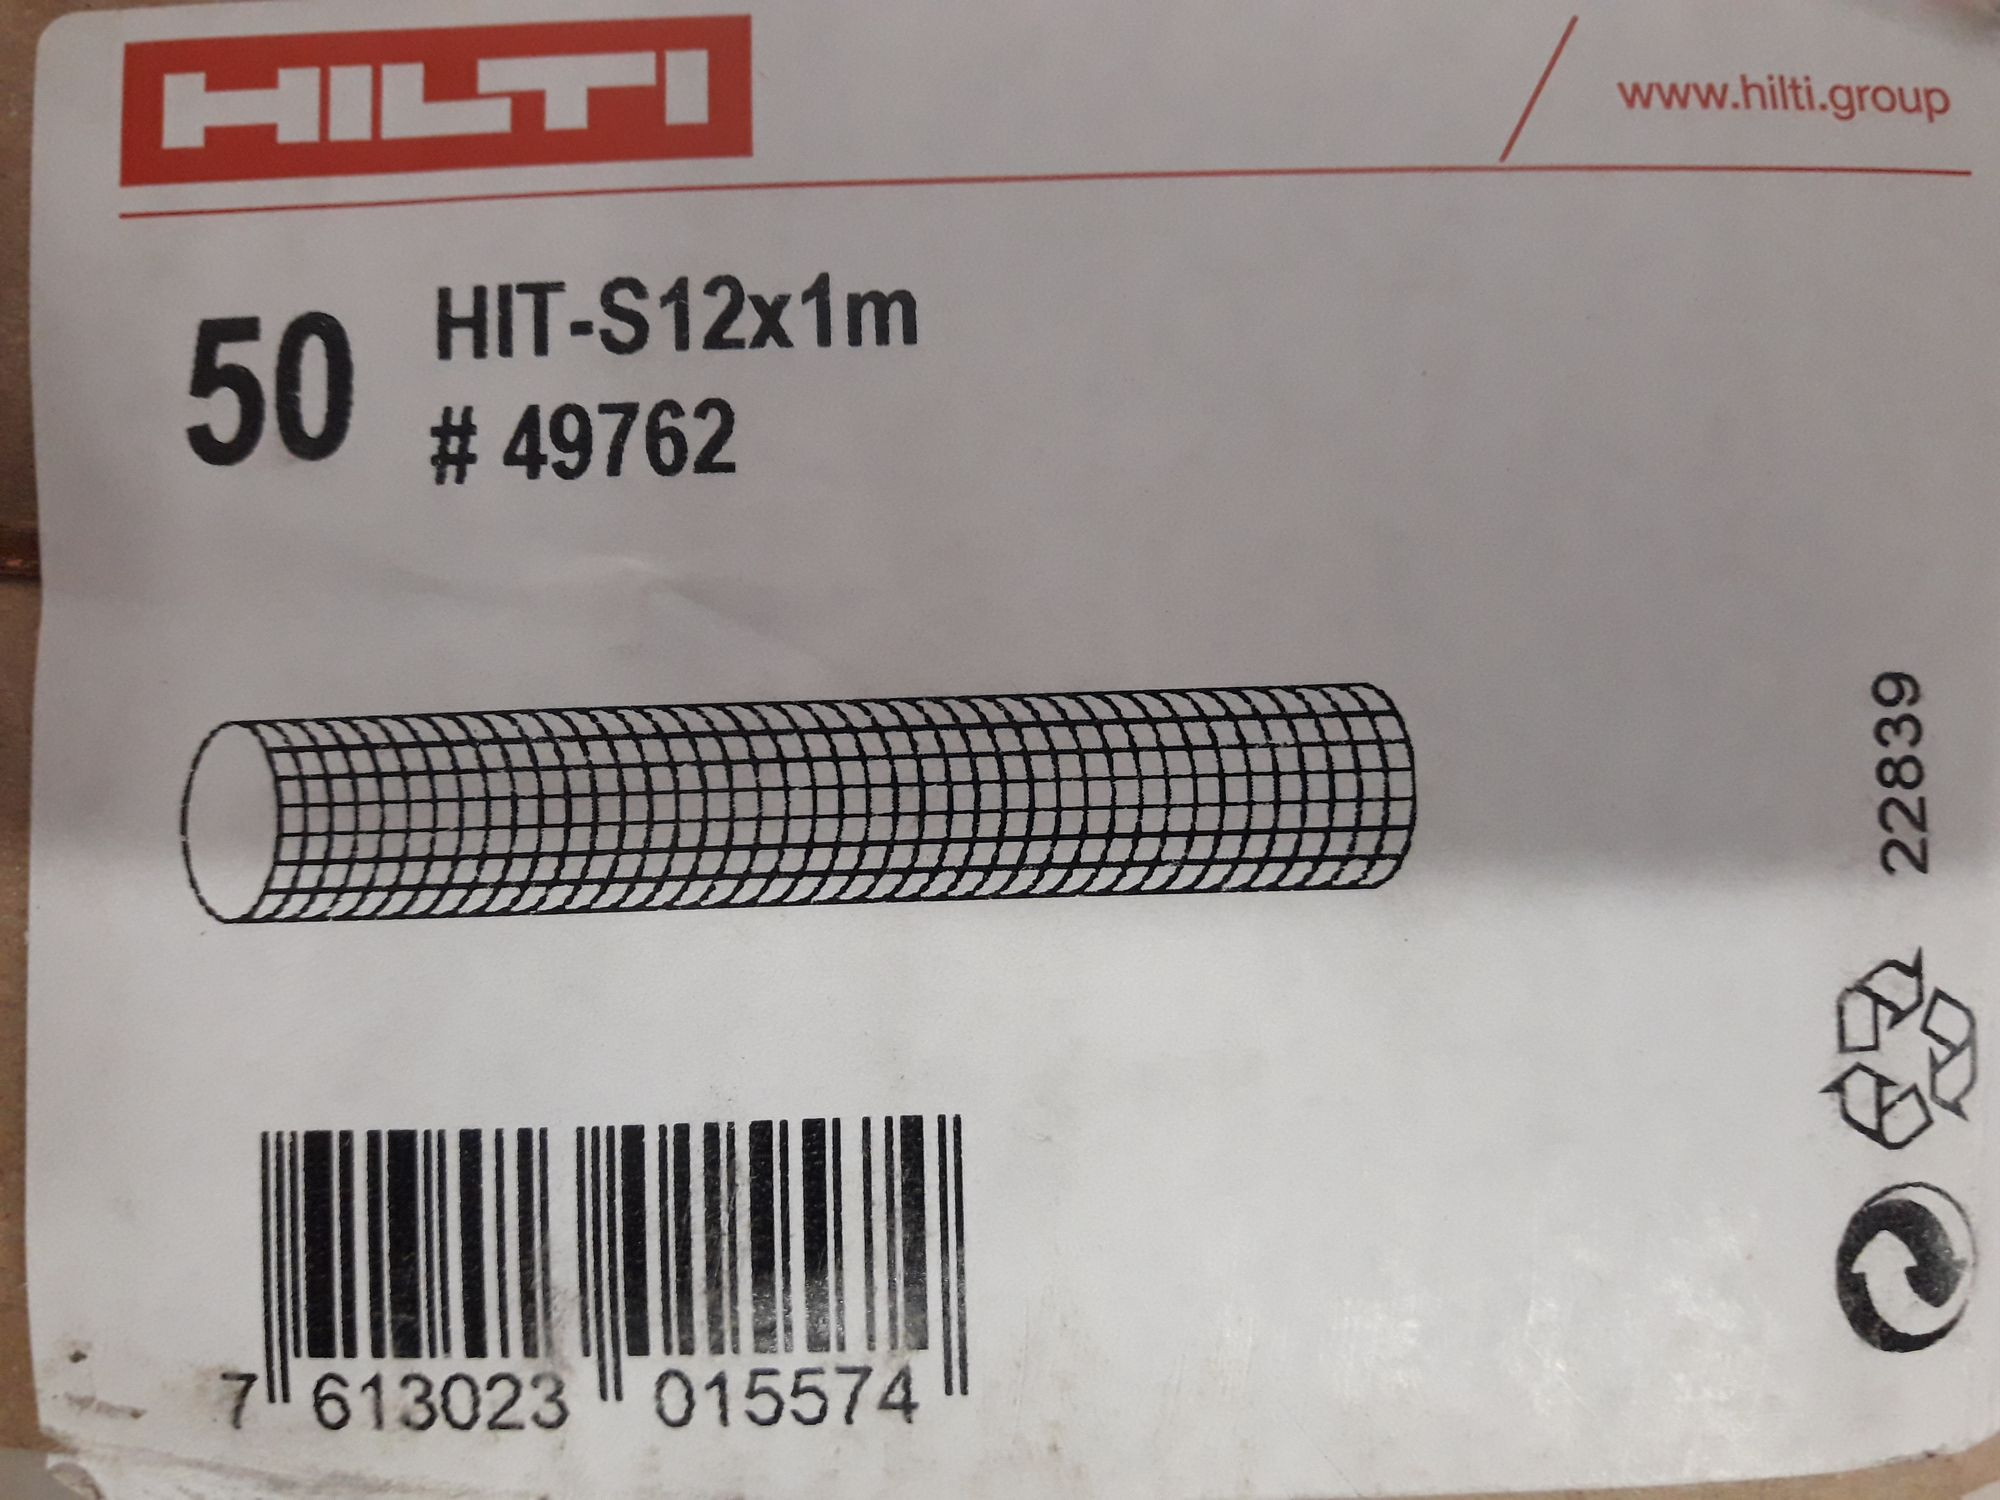 HILTI
www.hilti.group
50
HIT-S12x1m
# 49762
22839
7 613023 015574